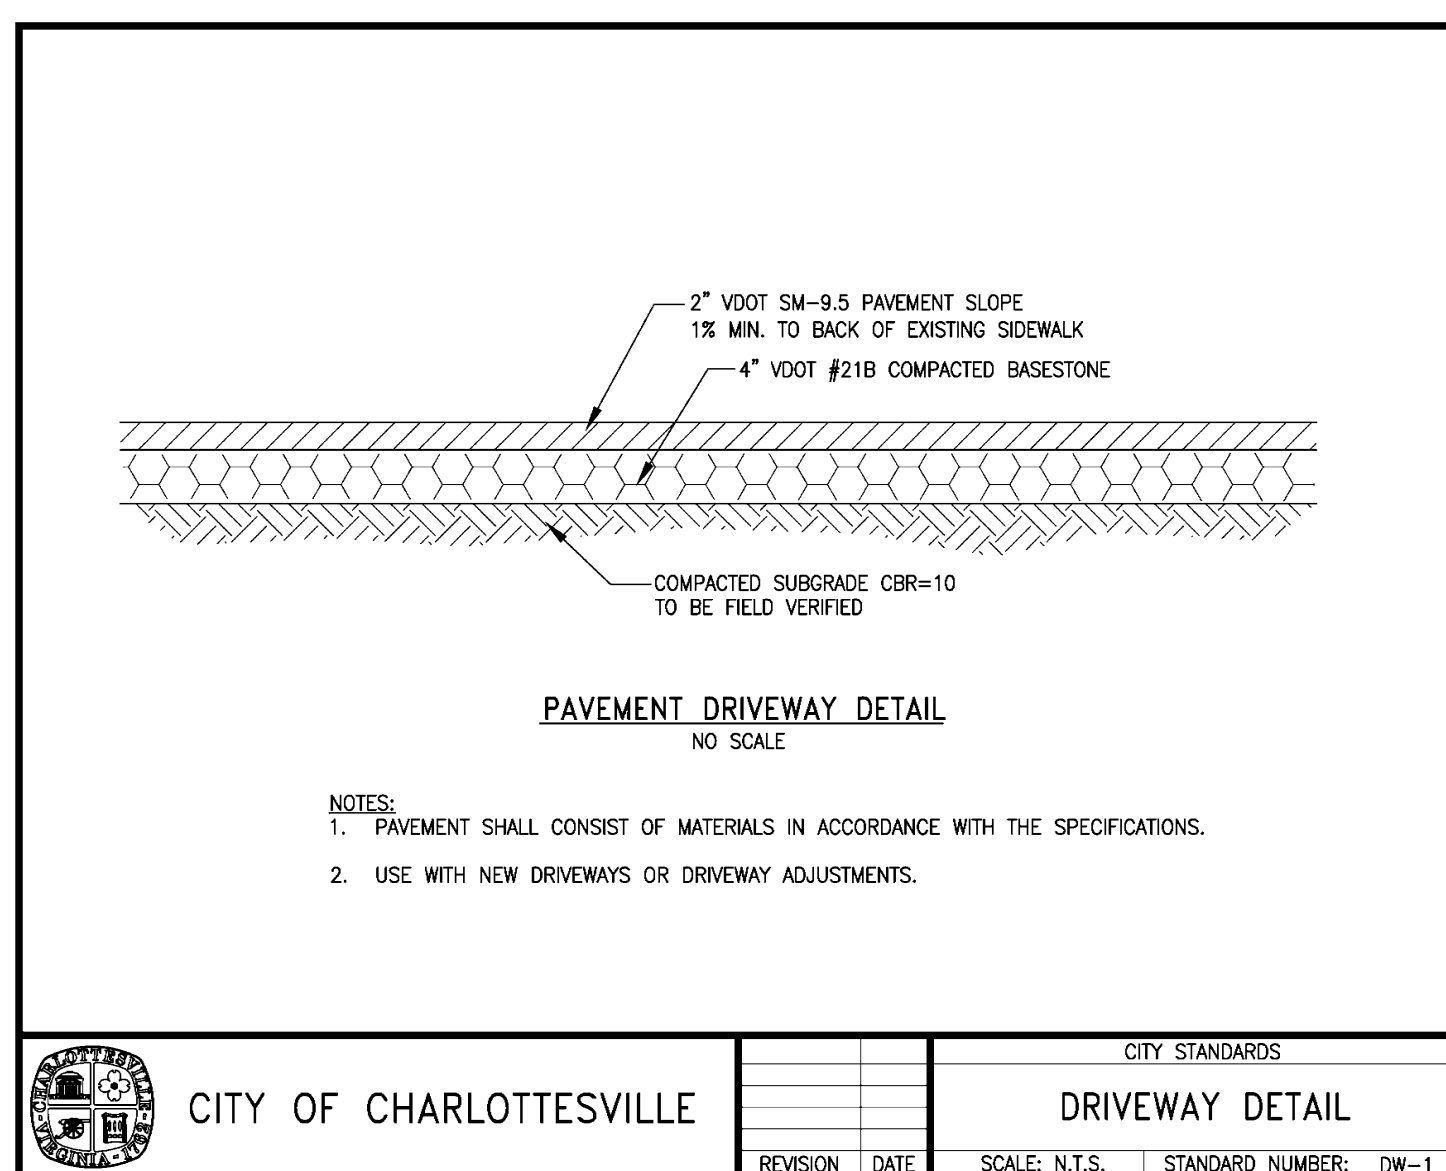 2" VDOT SM-9.5 PAVEMENT SLOPE
1% MIN. TO BACK OF EXISTING SIDEWALK
4" VDOT #21B COMPACTED BASESTONE
COMPACTED SUBGRADE CBR=10
TO BE FIELD VERIFIED
PAVEMENT DRIVEWAY DETAIL
NO SCALE
NOTES:
1. PAVEMENT SHALL CONSIST OF MATERIALS IN ACCORDANCE WITH THE SPECIFICATIONS.
2. USE WITH NEW DRIVEWAYS OR DRIVEWAY ADJUSTMENTS.
CHARLOTTESVILLE
VIRGINIA-1762
CITY OF CHARLOTTESVILLE
REVISION DATE
CITY STANDARDS
DRIVEWAY DETAIL
SCALE: N.T.S. STANDARD NUMBER: DW-1